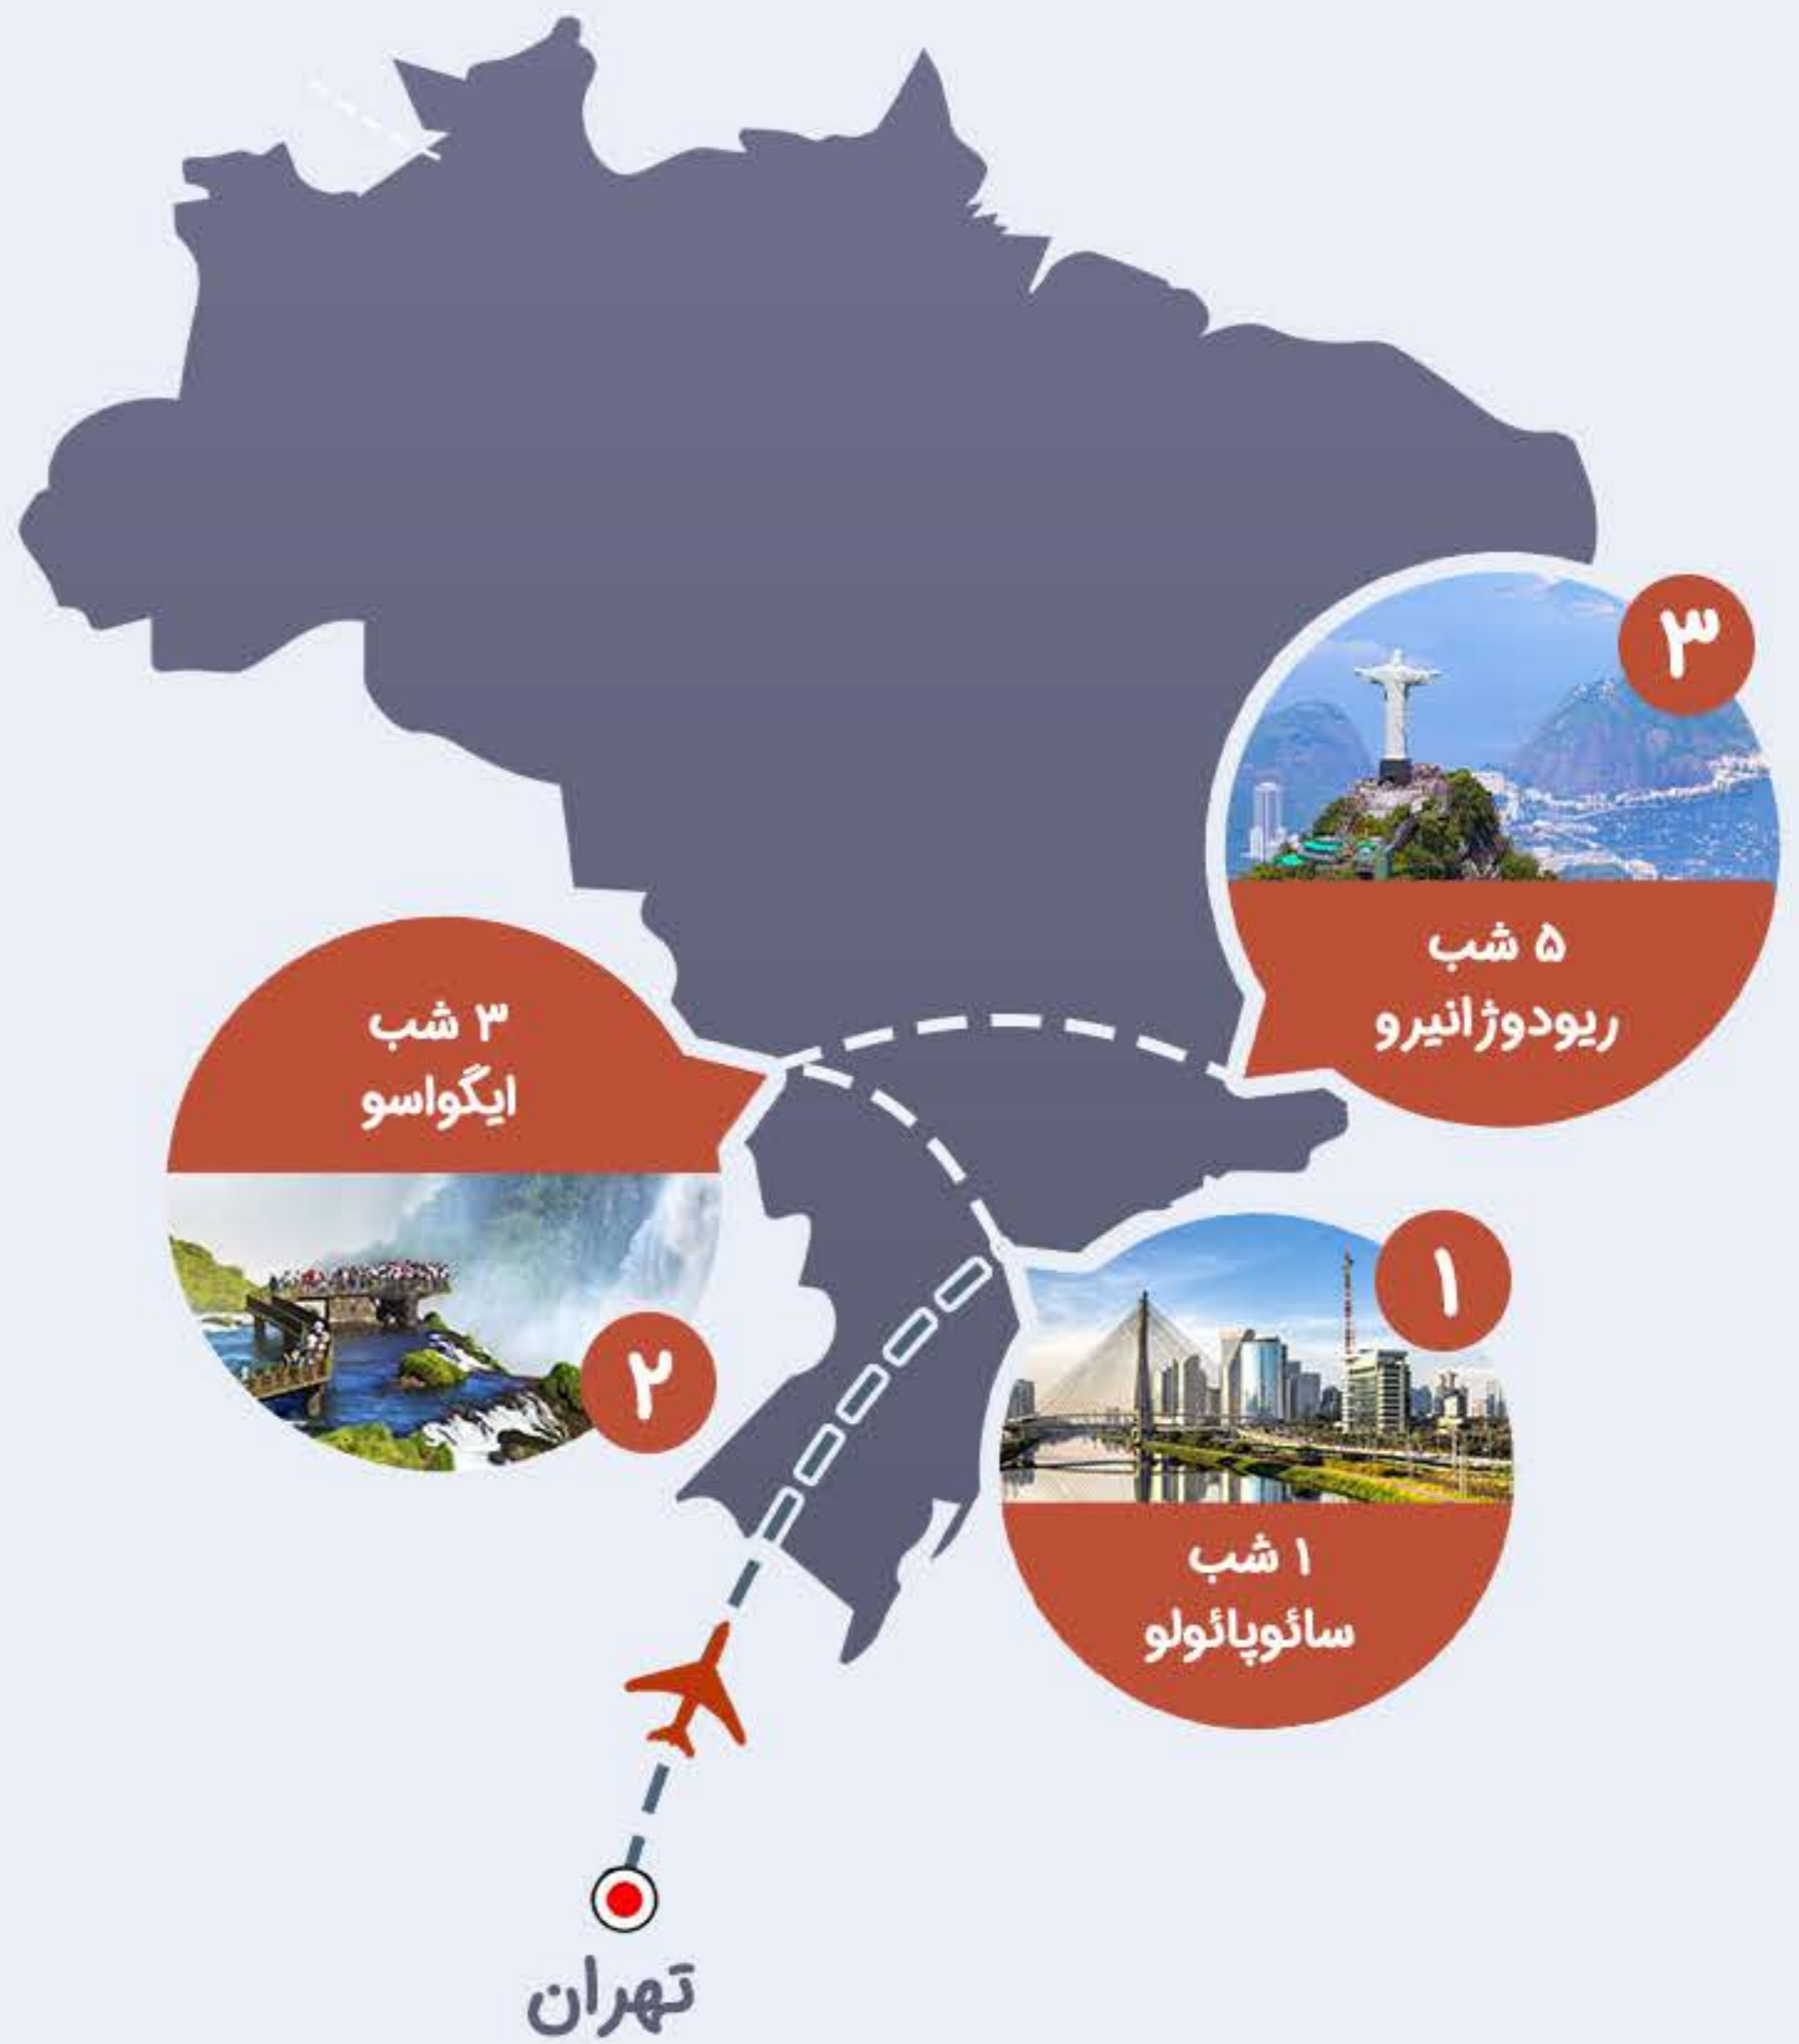 ۳
۵ شب
ریودوژانیرو
۳ شب
ایگواسو
۲
۱
۱ شب
سائوپائولو
تهران